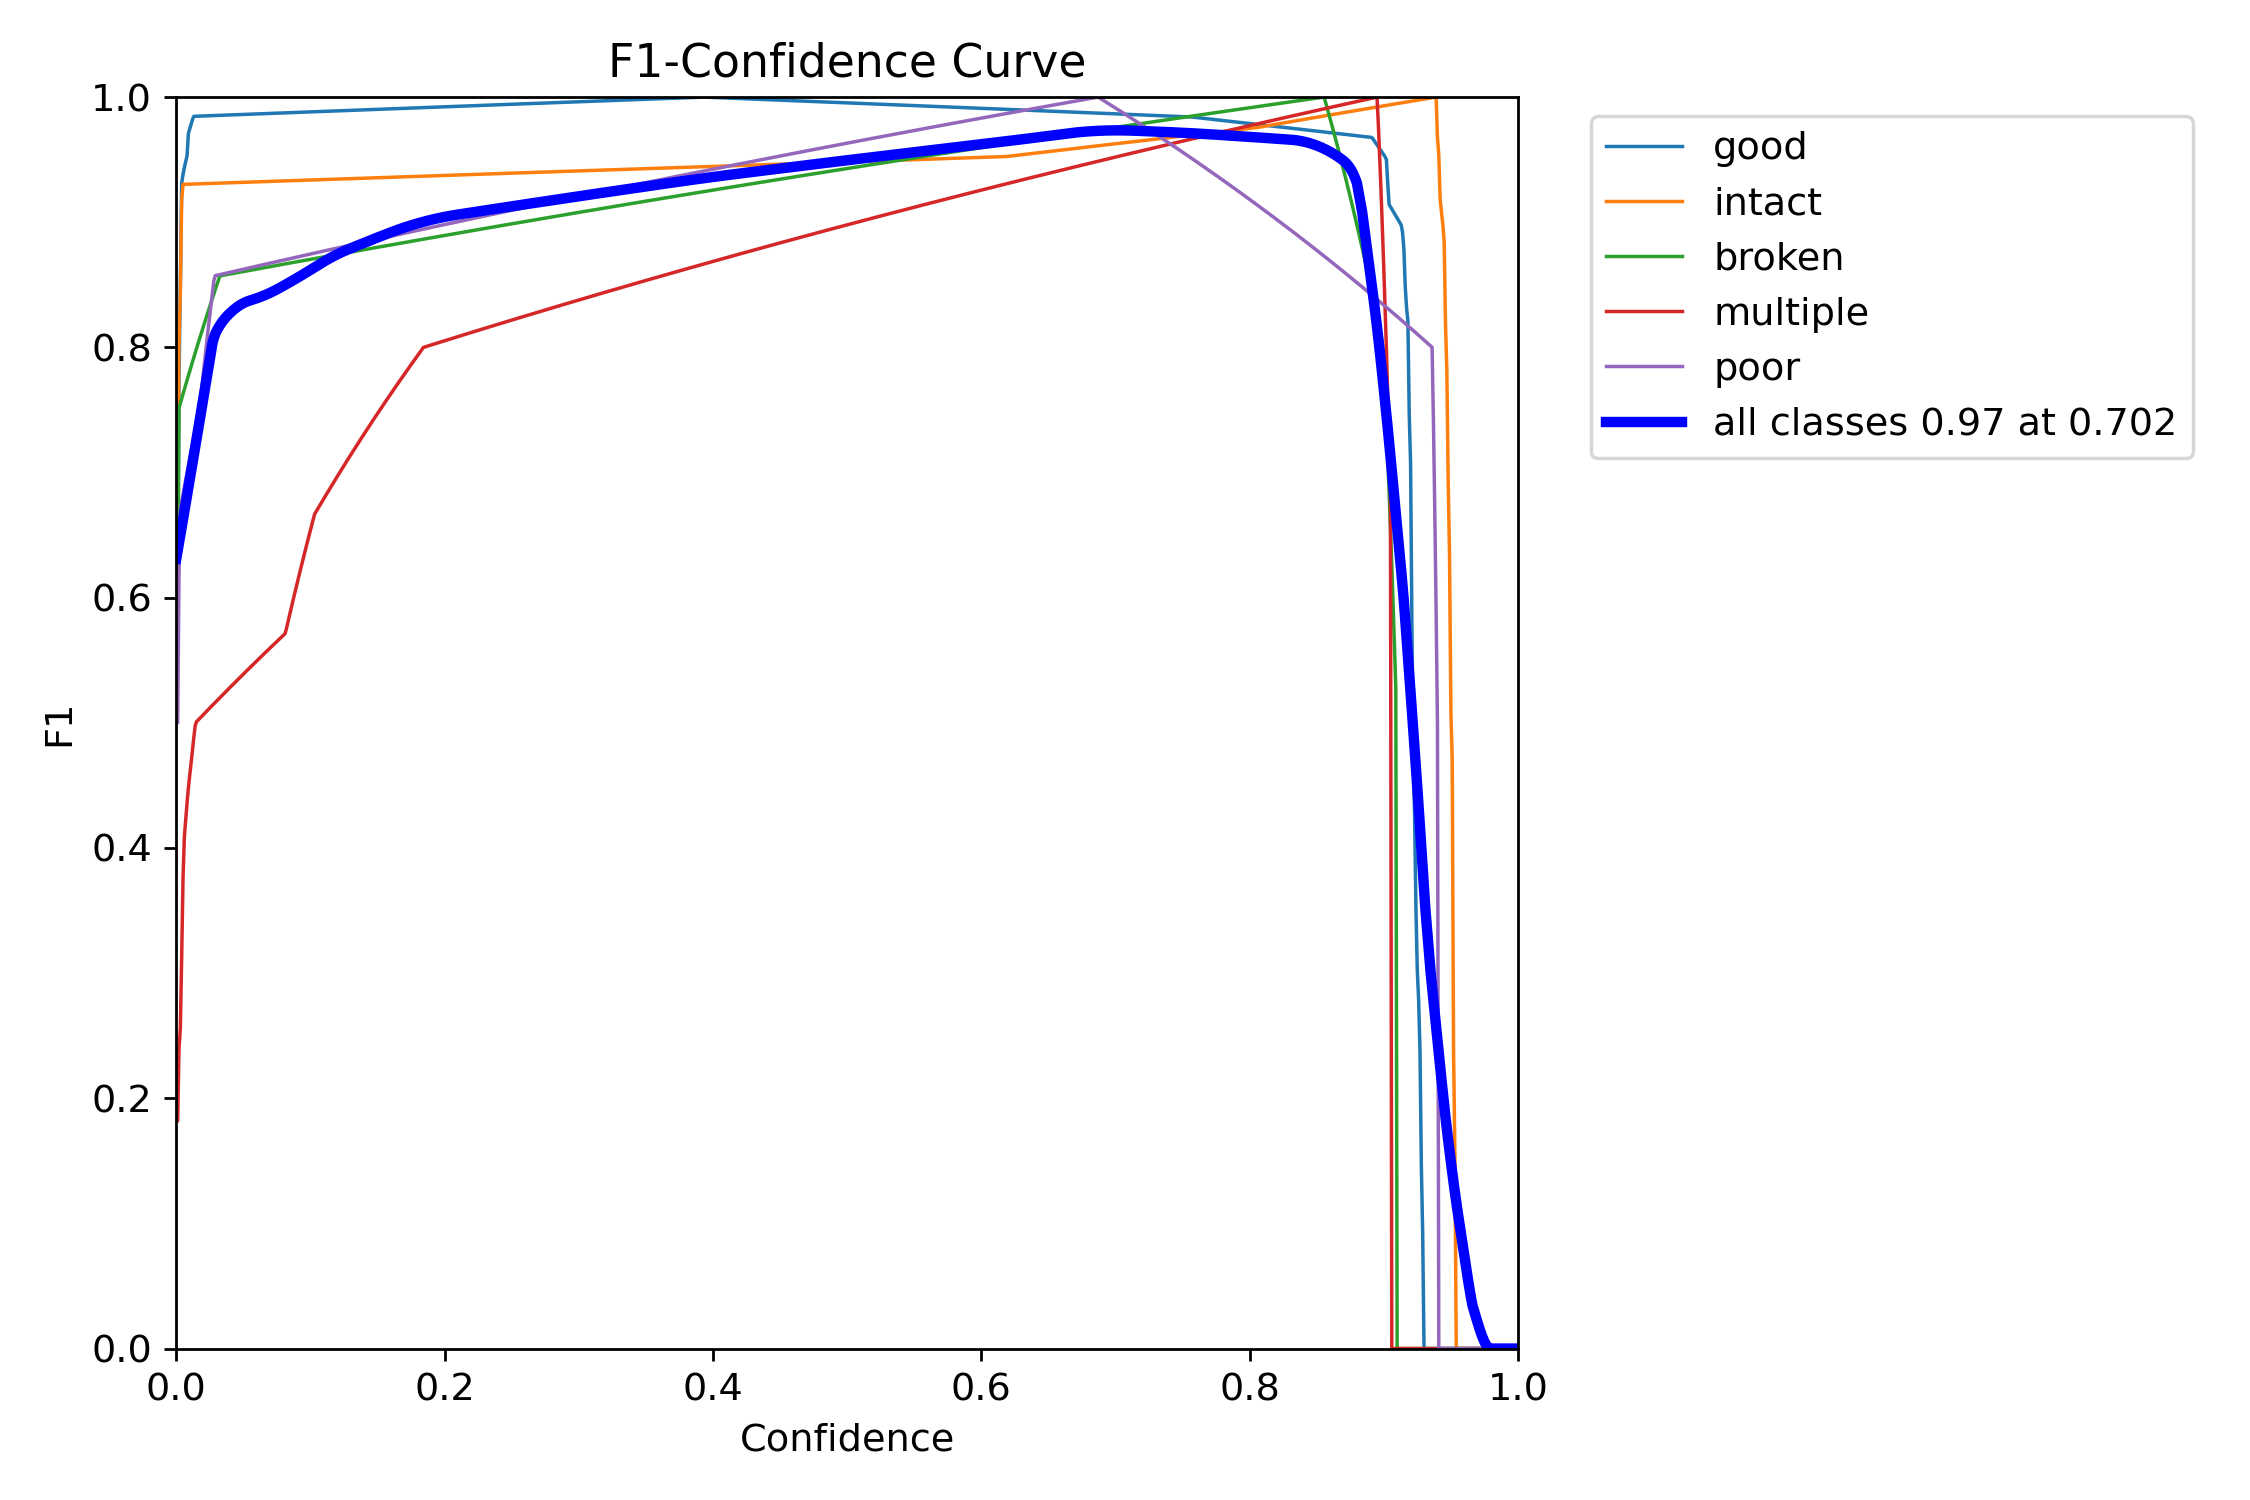 F1-Confidence Curve
1.0
0.8
0.6
0.4
0.2
0.0
F1
0.0 0.2 0.4 0.6 0.8 1.0
Confidence
good
intact
broken
multiple
poor
all classes 0.97 at 0.702